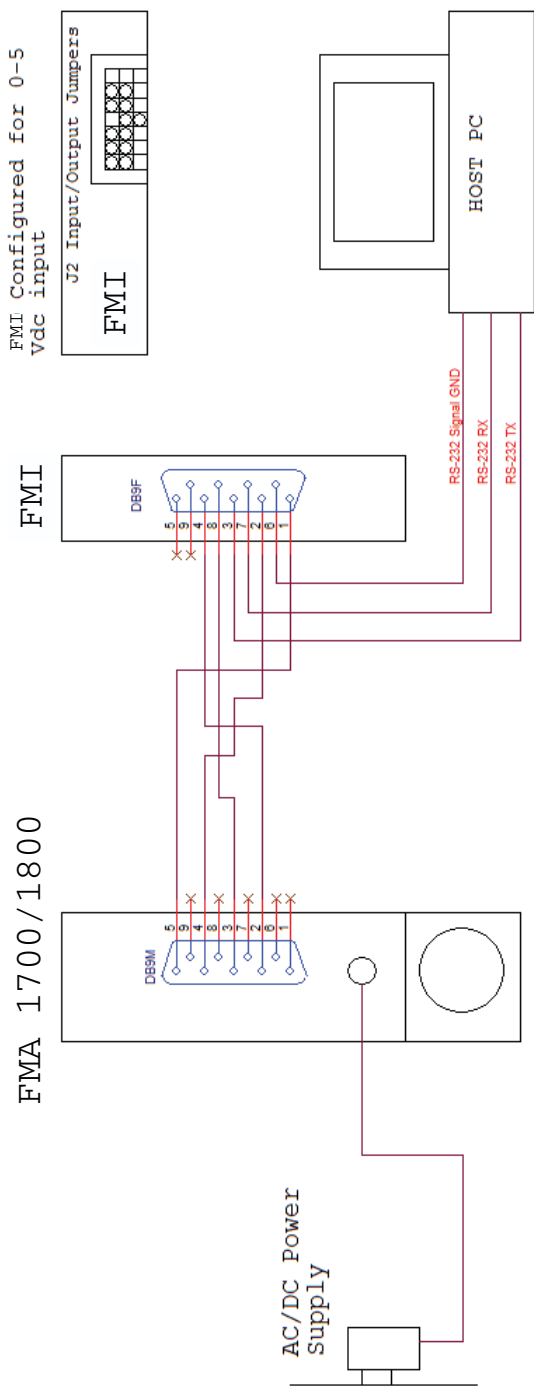 FMI Configured for 0-5
Vdc input
J2 Input/Output Jumpers
FMI
FMI
DB9F
5
9
4
8
3
7
2
6
1
HOST PC
RS-232 Signal GND
RS-232 RX
RS-232 TX
FMA 1700/1800
DB9M
5
9
4
8
3
7
2
6
1
AC/DC Power
Supply